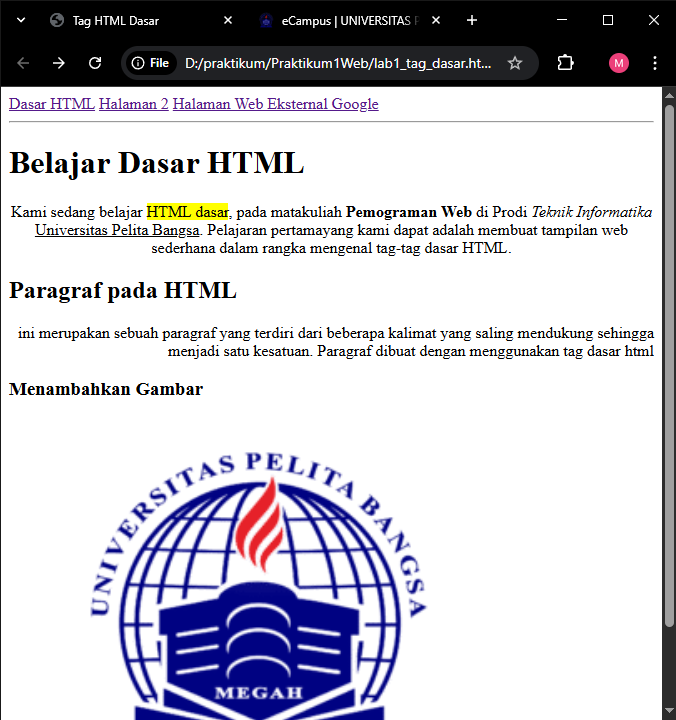 Tag HTML Dasar
eCampus | UNIVERSITAS
File D:/praktikum/Praktikum1Web/lab1_tag_dasar.ht...
M
Dasar HTML Halaman 2 Halaman Web Eksternal Google
Belajar Dasar HTML
Kami sedang belajar HTML dasar, pada matakuliah Pemograman Web di Prodi Teknik Informatika
Universitas Pelita Bangsa. Pelajaran pertamayang kami dapat adalah membuat tampilan web
sederhana dalam rangka mengenal tag-tag dasar HTML.
Paragraf pada HTML
ini merupakan sebuah paragraf yang terdiri dari beberapa kalimat yang saling mendukung sehingga
menjadi satu kesatuan. Paragraf dibuat dengan menggunakan tag dasar html
Menambahkan Gambar
UNIVERSITAS PELITA BANGSA
MEGAH